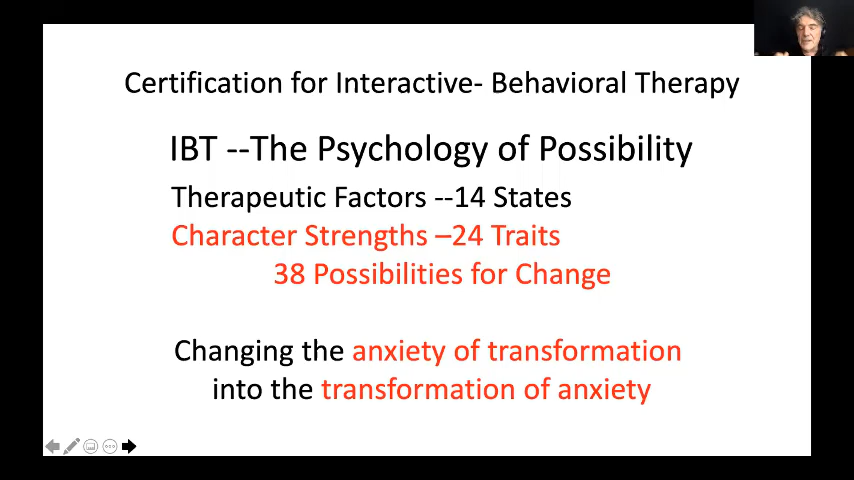 Certification for Interactive- Behavioral Therapy
IBT --The Psychology of Possibility
Therapeutic Factors --14 States
Character Strengths –24 Traits
38 Possibilities for Change
Changing the anxiety of transformation
into the transformation of anxiety